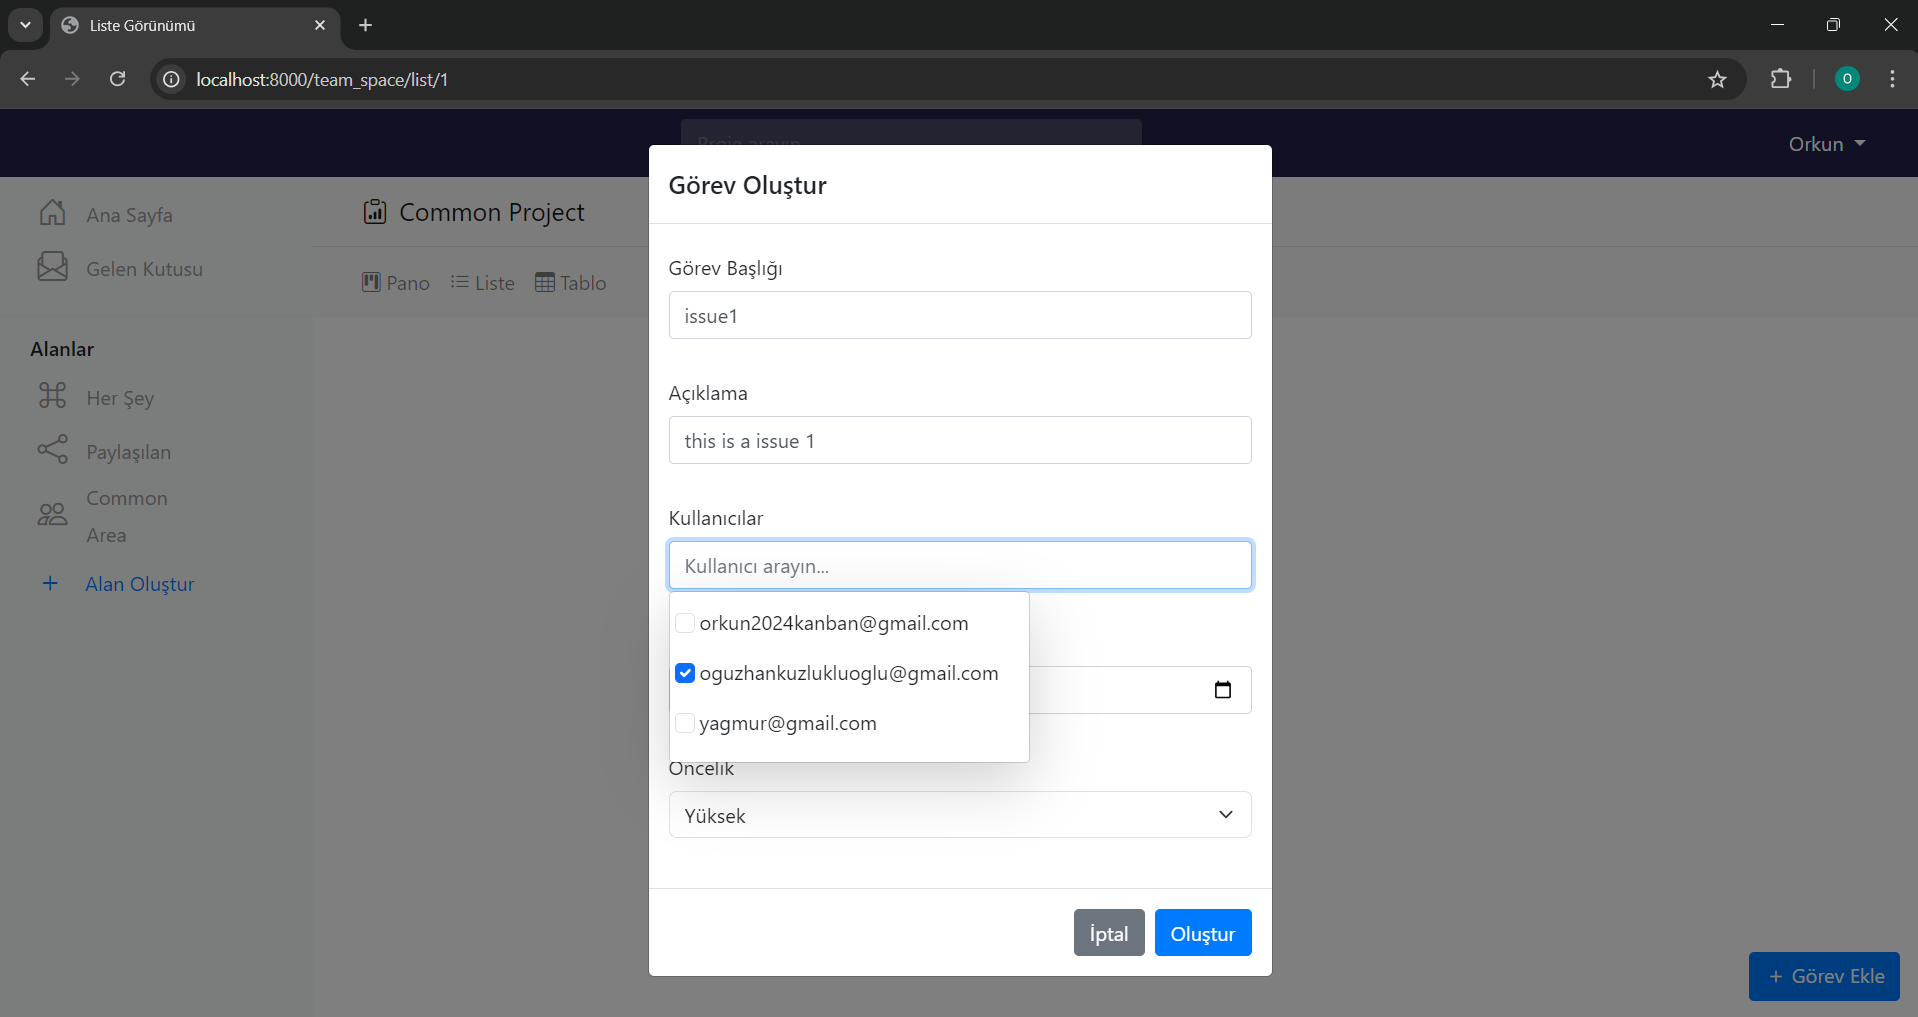 Liste Görünümü
localhost:8000/team_space/list/1
O
Proje arayın
Orkun
Ana Sayfa
Gelen Kutusu
Alanlar
Her Şey
Paylaşılan
Common
Area
+ Alan Oluştur
Common Project
Pano Liste Tablo
Görev Oluştur
Görev Başlığı
issue1
Açıklama
this is a issue 1
Kullanıcılar
Kullanıcı arayın...
orkun2024kanban@gmail.com
oguzhankuzlukluoglu@gmail.com
yagmur@gmail.com
Öncelik
Yüksek
İptal Oluştur
+ Görev Ekle